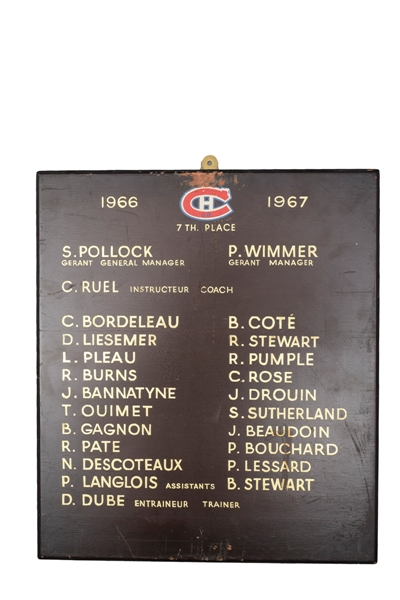 1966 CH 1967
7 TH. PLACE
S. POLLOCK P. WIMMER
GERANT GENERAL MANAGER GERANT MANAGER
C. RUEL INSTRUCTEUR COACH
C. BORDELEAU B. COTÉ
D. LIESEMER R. STEWART
L. PLEAU R. PUMPLE
R. BURNS C. ROSE
J. BANNATYNE J. DROUIN
T. OUIMET S. SUTHERLAND
B. GAGNON J. BEAUDOIN
R. PATE P. BOUCHARD
N. DESCOTEAUX P. LESSARD
P. LANGLOIS ASSISTANTS B. STEWART
D. DUBE ENTRAINEUR TRAINER